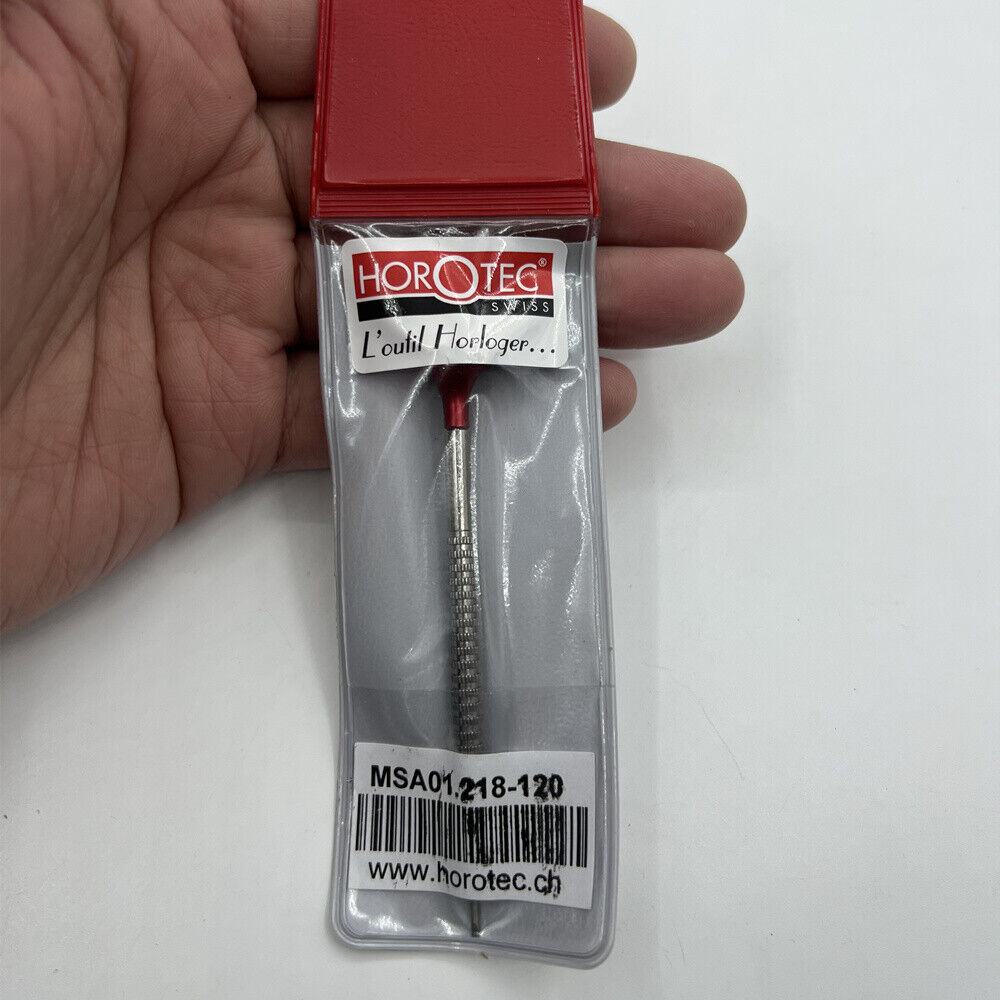 HOROTEC®
SWISS
L'outil Horloger...
MSA01.218-120
www.horotec.ch